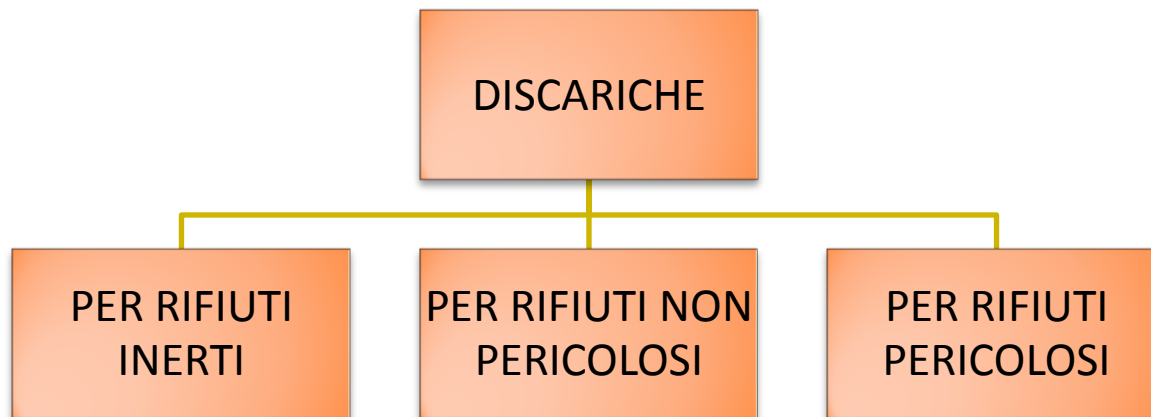 DISCARICHE
PER RIFIUTI
INERTI
PER RIFIUTI NON
PERICOLOSI
PER RIFIUTI
PERICOLOSI